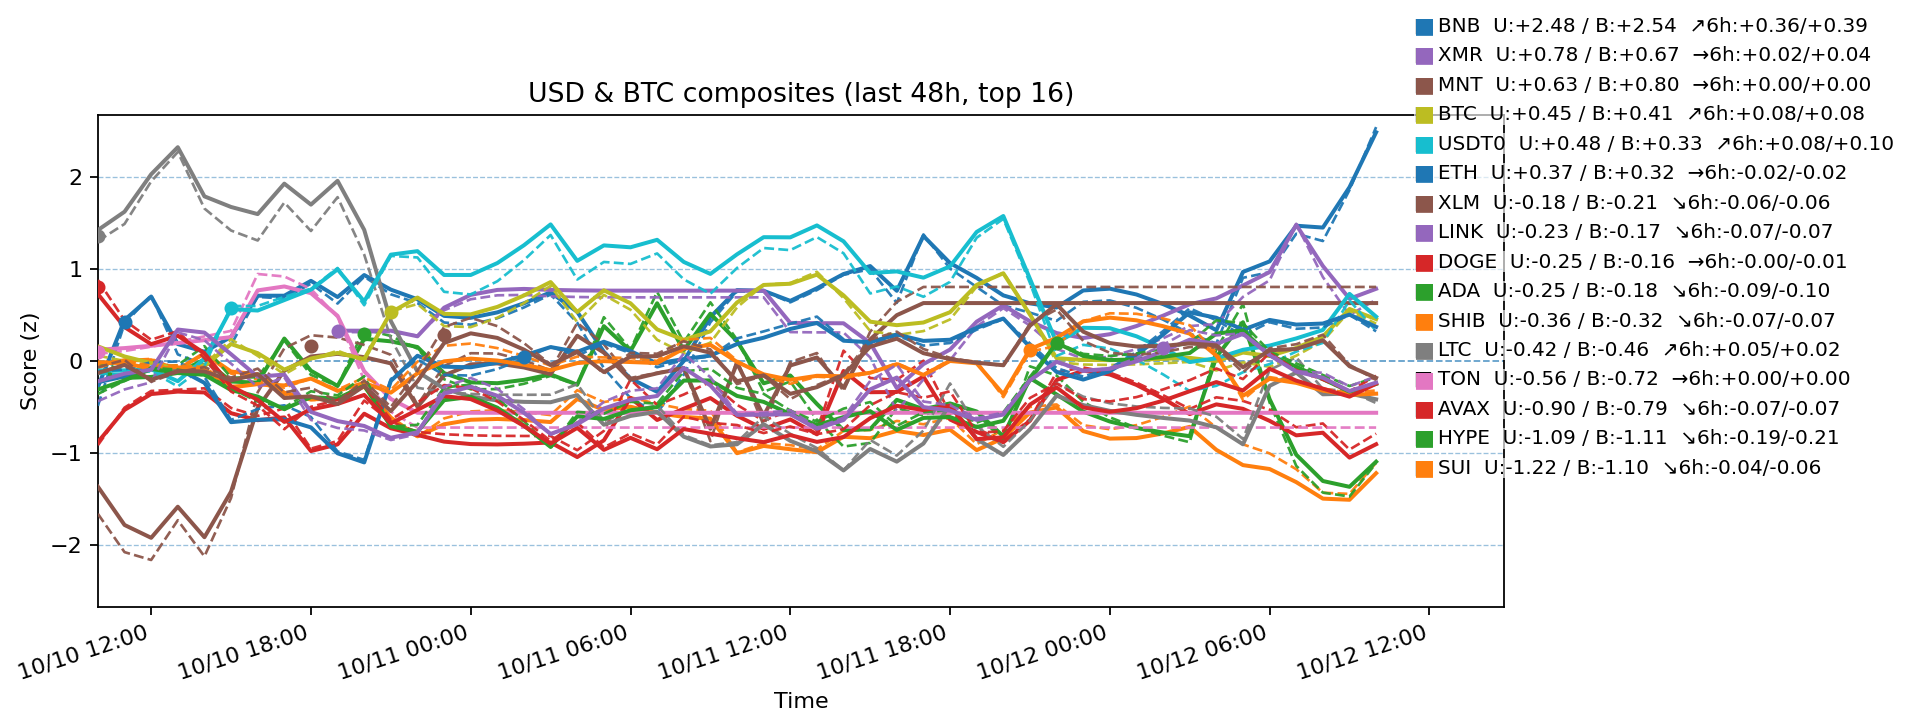 BNB  U:+2.48 / B:+2.54  ↗6h:+0.36/+0.39
XMR  U:+0.78 / B:+0.67  →6h:+0.02/+0.04
MNT  U:+0.63 / B:+0.80  →6h:+0.00/+0.00
BTC  U:+0.45 / B:+0.41  ↗6h:+0.08/+0.08
USDT0  U:+0.48 / B:+0.33  ↗6h:+0.08/+0.10
ETH  U:+0.37 / B:+0.32  →6h:-0.02/-0.02
XLM  U:-0.18 / B:-0.21  ↘6h:-0.06/-0.06
LINK  U:-0.23 / B:-0.17  ↘6h:-0.07/-0.07
DOGE  U:-0.25 / B:-0.16  →6h:-0.00/-0.01
ADA  U:-0.25 / B:-0.18  ↘6h:-0.09/-0.10
SHIB  U:-0.36 / B:-0.32  ↘6h:-0.07/-0.07
LTC  U:-0.42 / B:-0.46  ↗6h:+0.05/+0.02
TON  U:-0.56 / B:-0.72  →6h:+0.00/+0.00
AVAX  U:-0.90 / B:-0.79  ↘6h:-0.07/-0.07
HYPE  U:-1.09 / B:-1.11  ↘6h:-0.19/-0.21
SUI  U:-1.22 / B:-1.10  ↘6h:-0.04/-0.06
USD & BTC composites (last 48h, top 16)
Score (z)
2
1
0
−1
−2
10/10 12:00
10/10 18:00
10/11 00:00
10/11 06:00
10/11 12:00
10/11 18:00
10/12 00:00
10/12 06:00
10/12 12:00
Time